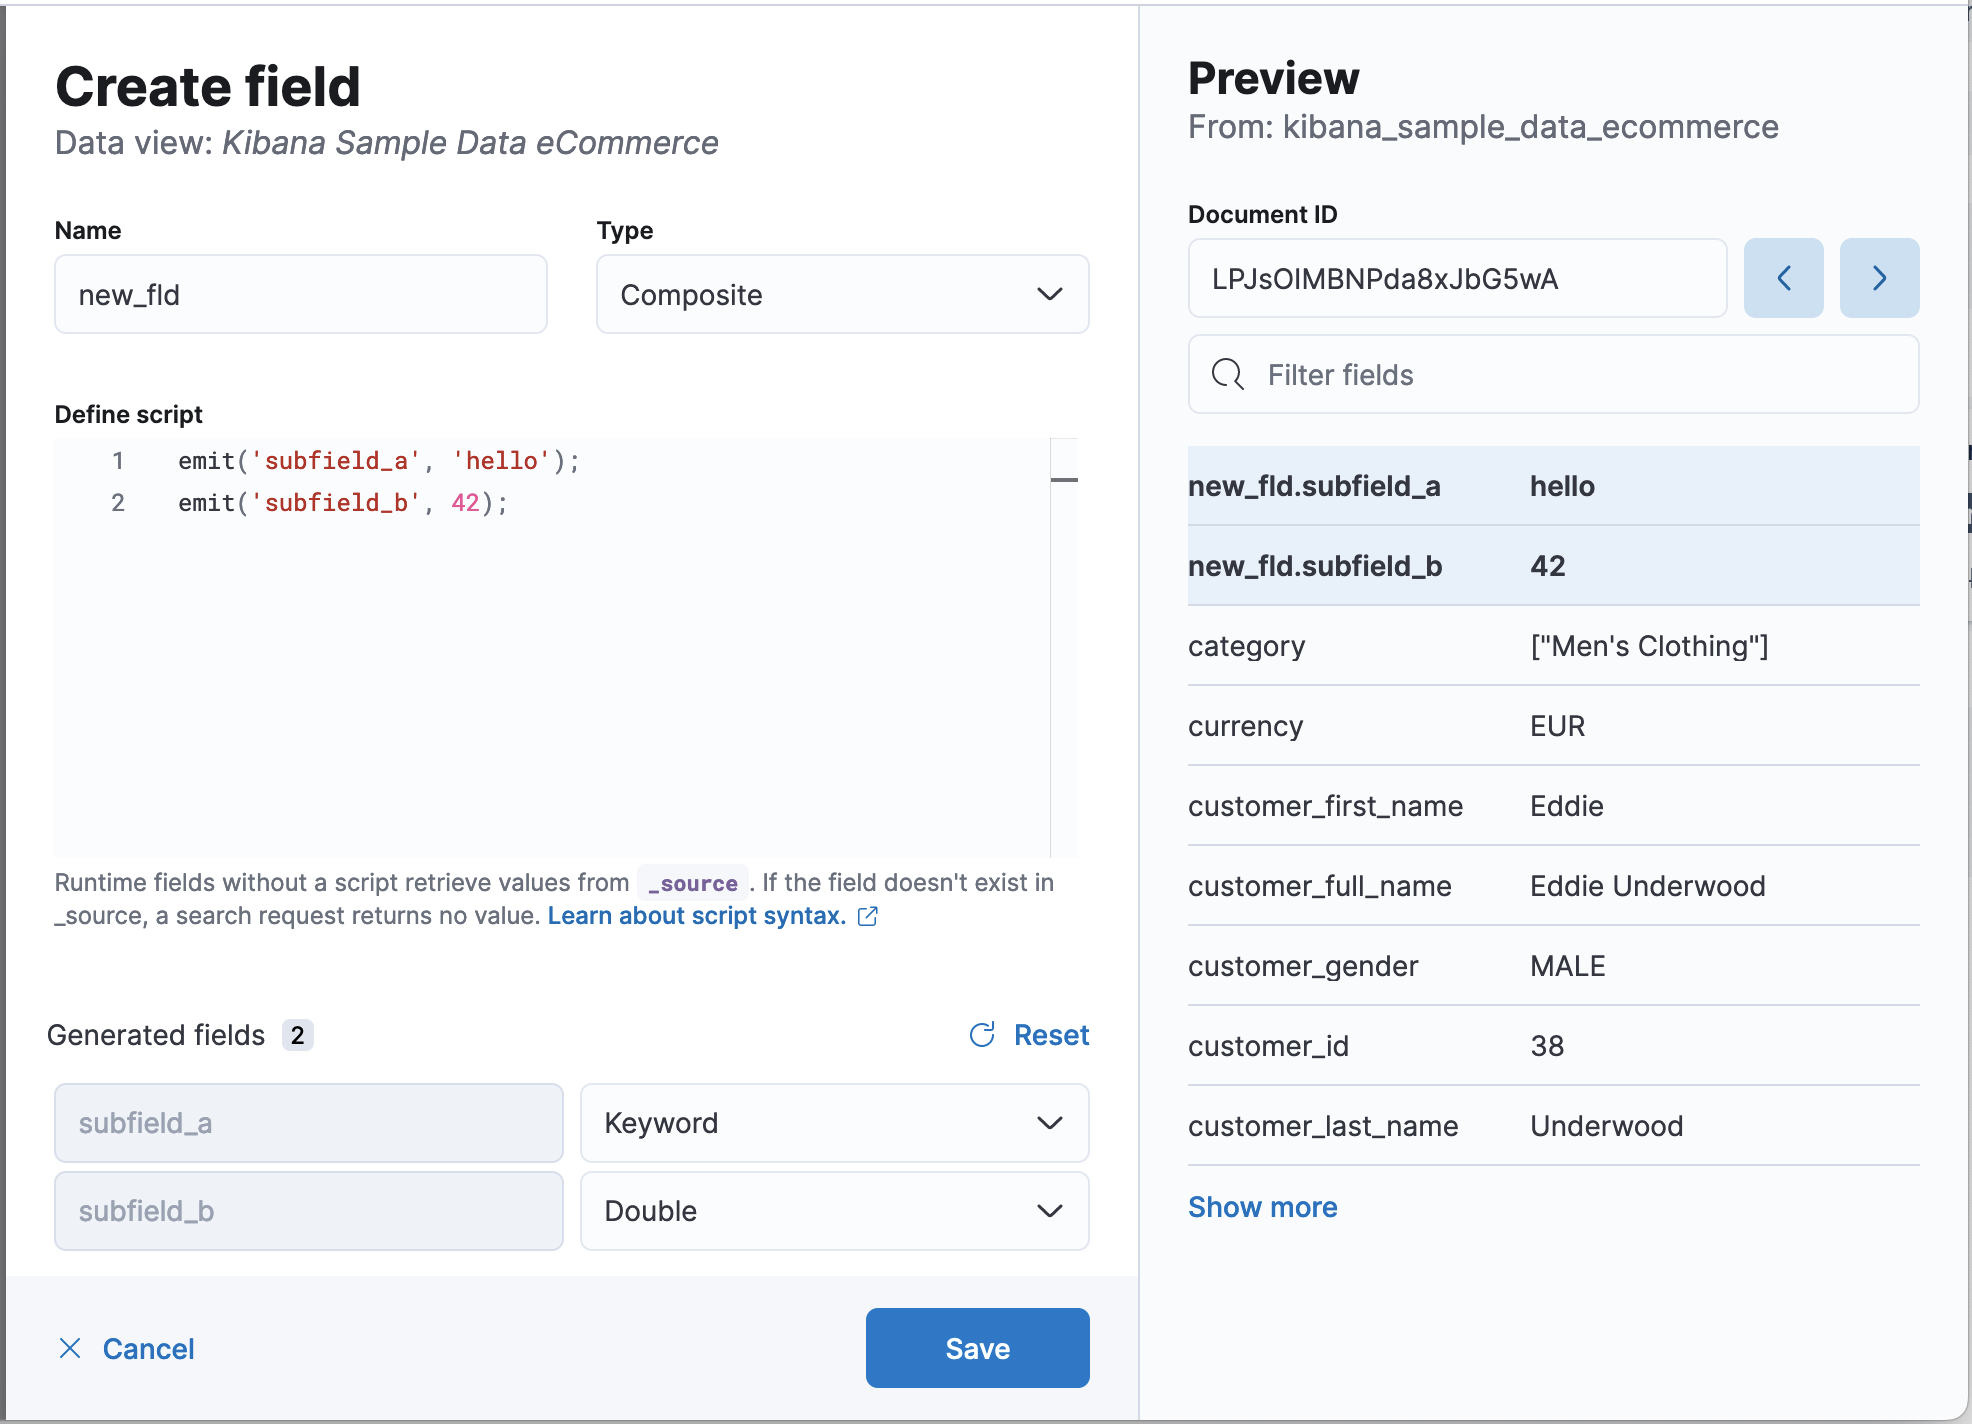 Create field
Data view: Kibana Sample Data eCommerce
Name
Type
new_fld
Composite
Define script
1 emit('subfield_a', 'hello');
2 emit('subfield_b', 42);
Runtime fields without a script retrieve values from _source. If the field doesn't exist in
_source, a search request returns no value. Learn about script syntax.
Generated fields 2
Reset
subfield_a
Keyword
subfield_b
Double
Cancel
Save
Preview
From: kibana_sample_data_ecommerce
Document ID
LPJsOIMBNPda8xJbG5wA
Filter fields
new_fld.subfield_a hello
new_fld.subfield_b 42
category ["Men's Clothing"]
currency EUR
customer_first_name Eddie
customer_full_name Eddie Underwood
customer_gender MALE
customer_id 38
customer_last_name Underwood
Show more